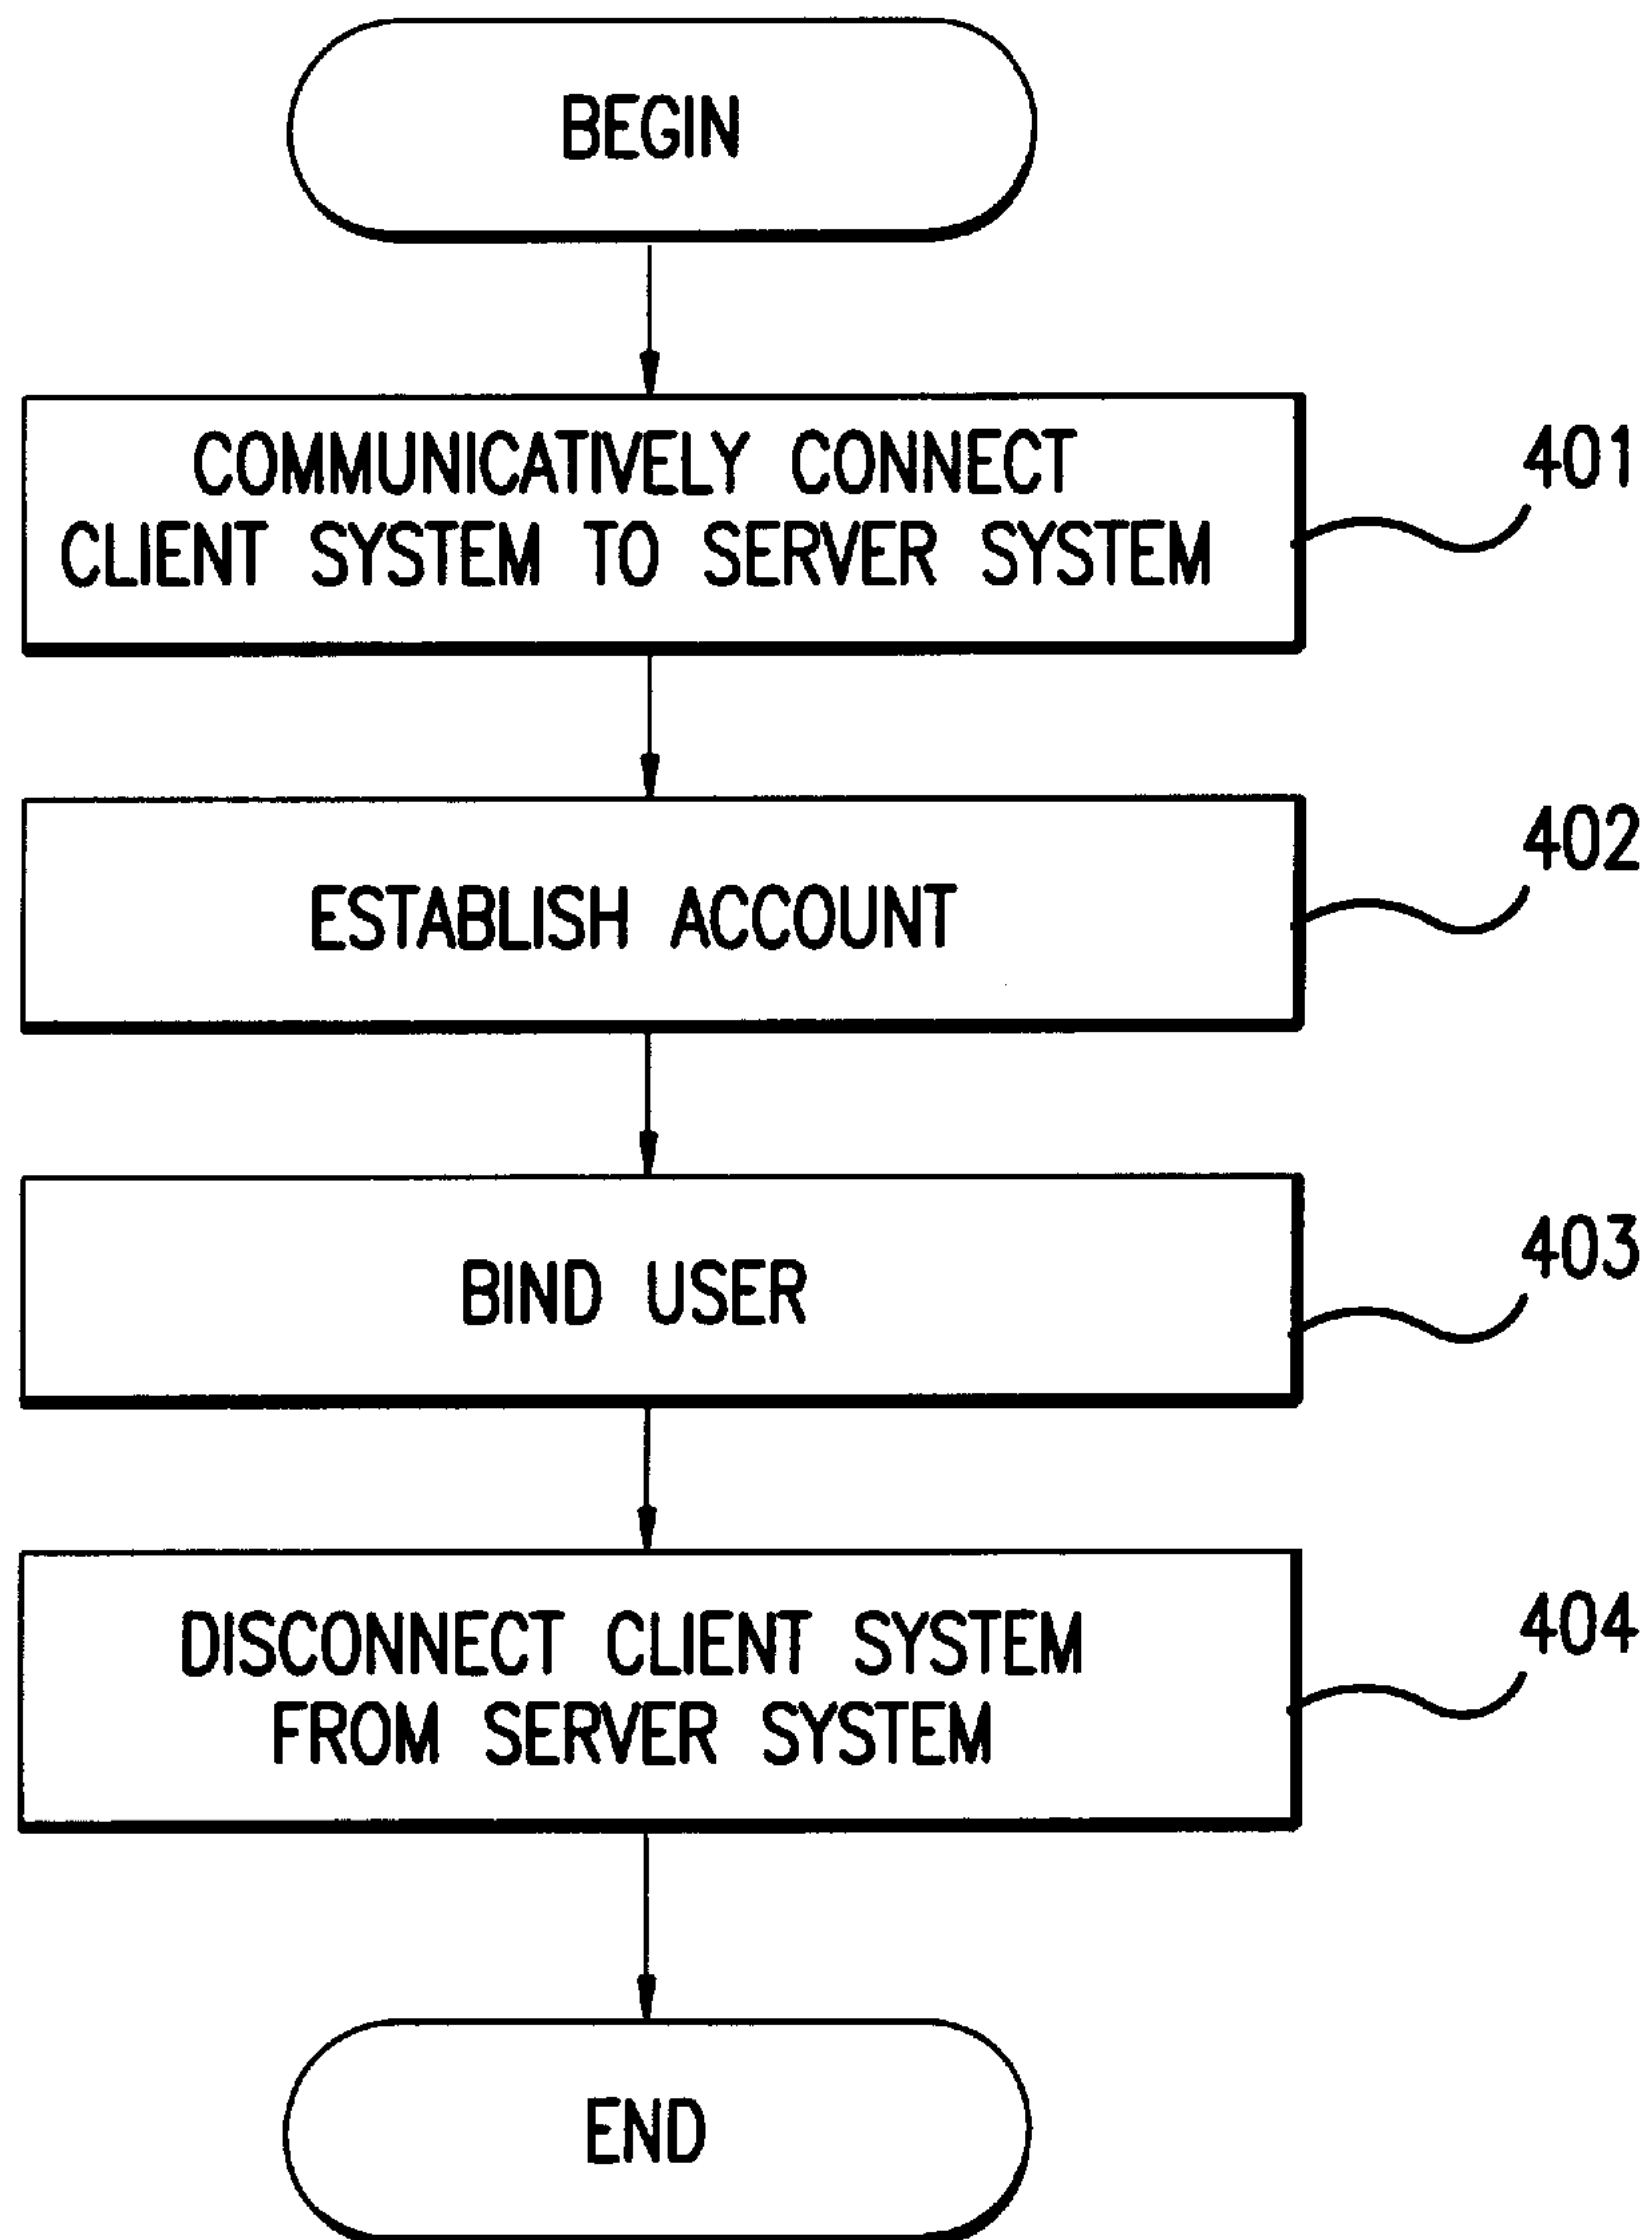 BEGIN
COMMUNICATIVELY CONNECT
CLIENT SYSTEM TO SERVER SYSTEM
401
ESTABLISH ACCOUNT
402
BIND USER
403
DISCONNECT CLIENT SYSTEM
FROM SERVER SYSTEM
404
END